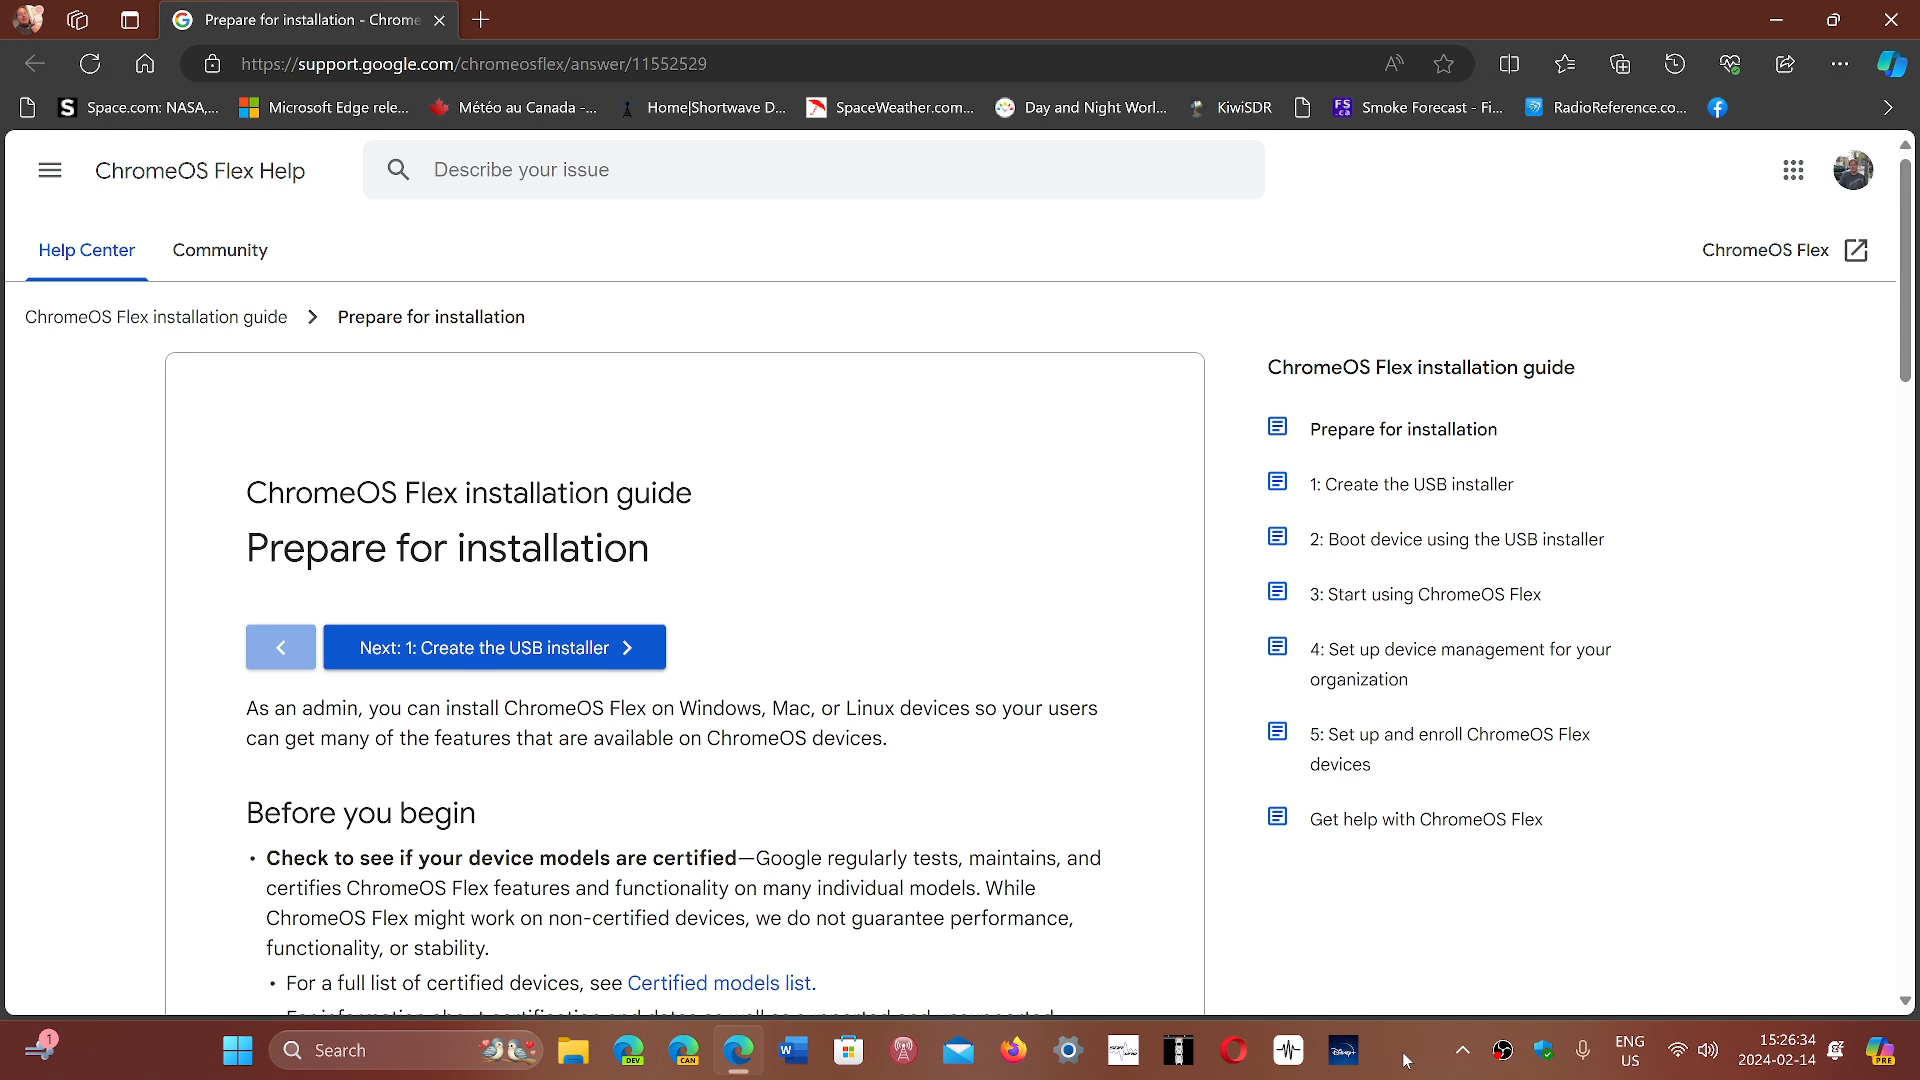 Prepare for installation - Chrome
https://support.google.com/chromeosflex/answer/11552529
Space.com: NASA,...
Microsoft Edge rele...
Météo au Canada -...
Home|Shortwave D...
SpaceWeather.com...
Day and Night Worl...
KiwiSDR
Smoke Forecast - Fi...
RadioReference.co...
ChromeOS Flex Help
Describe your issue
Help Center
Community
ChromeOS Flex
ChromeOS Flex installation guide > Prepare for installation
ChromeOS Flex installation guide
Prepare for installation
Next: 1: Create the USB installer
As an admin, you can install ChromeOS Flex on Windows, Mac, or Linux devices so your users
can get many of the features that are available on ChromeOS devices.
Before you begin
• Check to see if your device models are certified—Google regularly tests, maintains, and
certifies ChromeOS Flex features and functionality on many individual models. While
ChromeOS Flex might work on non-certified devices, we do not guarantee performance,
functionality, or stability.
• For a full list of certified devices, see Certified models list.
ChromeOS Flex installation guide
Prepare for installation
1: Create the USB installer
2: Boot device using the USB installer
3: Start using ChromeOS Flex
4: Set up device management for your
organization
5: Set up and enroll ChromeOS Flex
devices
Get help with ChromeOS Flex
1
Search
DEV
CAN
ENG
US
15:26:34
2024-02-14
PRE